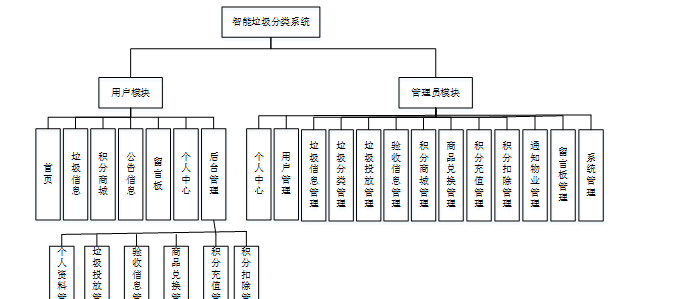 智能垃圾分类系统
用户模块
管理员模块
首页
垃圾信息
积分商城
公告信息
留言板
个人中心
后台管理
个人中心
用户管理
垃圾信息管理
垃圾分类管理
垃圾投放管理
验收信息管理
积分商城管理
商品兑换管理
积分充值管理
积分扣除管理
通知物业管理
留言板管理
系统管理
个人资料管
垃圾投放管
验收信息管
商品兑换管
积分充值管
积分扣除管